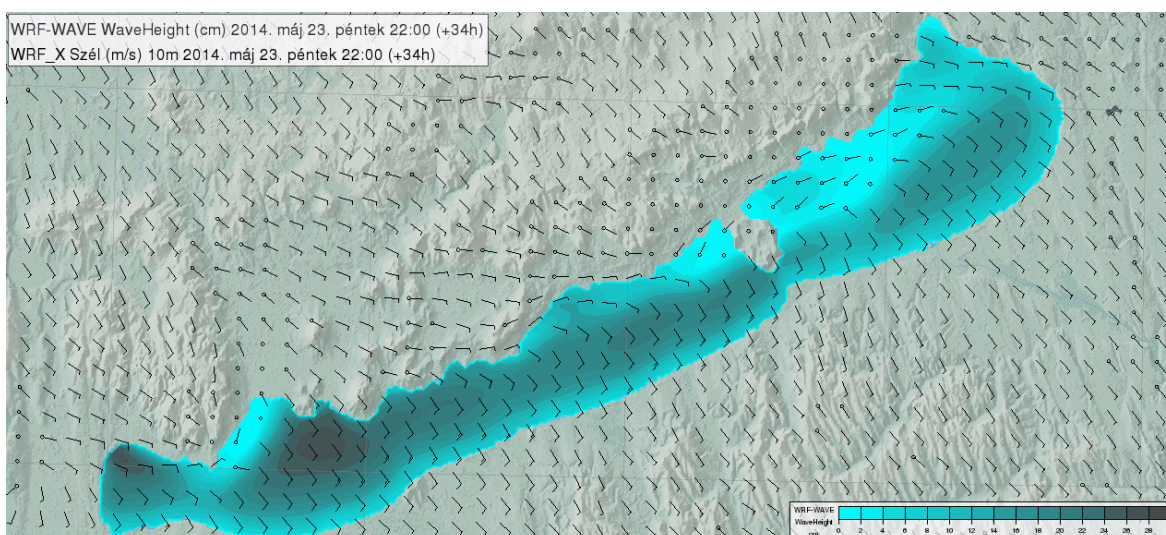 WRF-WAVE WaveHeight (cm) 2014. máj 23. péntek 22:00 (+34h)
WRF_X Szél (m/s) 10m 2014. máj 23. péntek 22:00 (+34h)
WRF-WAVE
WaveHeight
cm
0 2 4 6 8 10 12 14 16 18 20 22 24 26 28